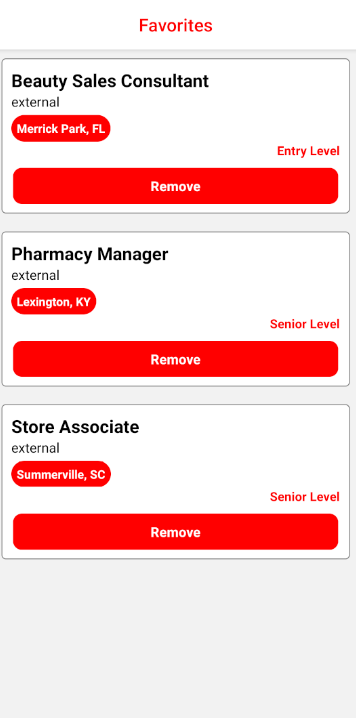 Favorites
Beauty Sales Consultant
external
Merrick Park, FL
Entry Level
Remove
Pharmacy Manager
external
Lexington, KY
Senior Level
Remove
Store Associate
external
Summerville, SC
Senior Level
Remove